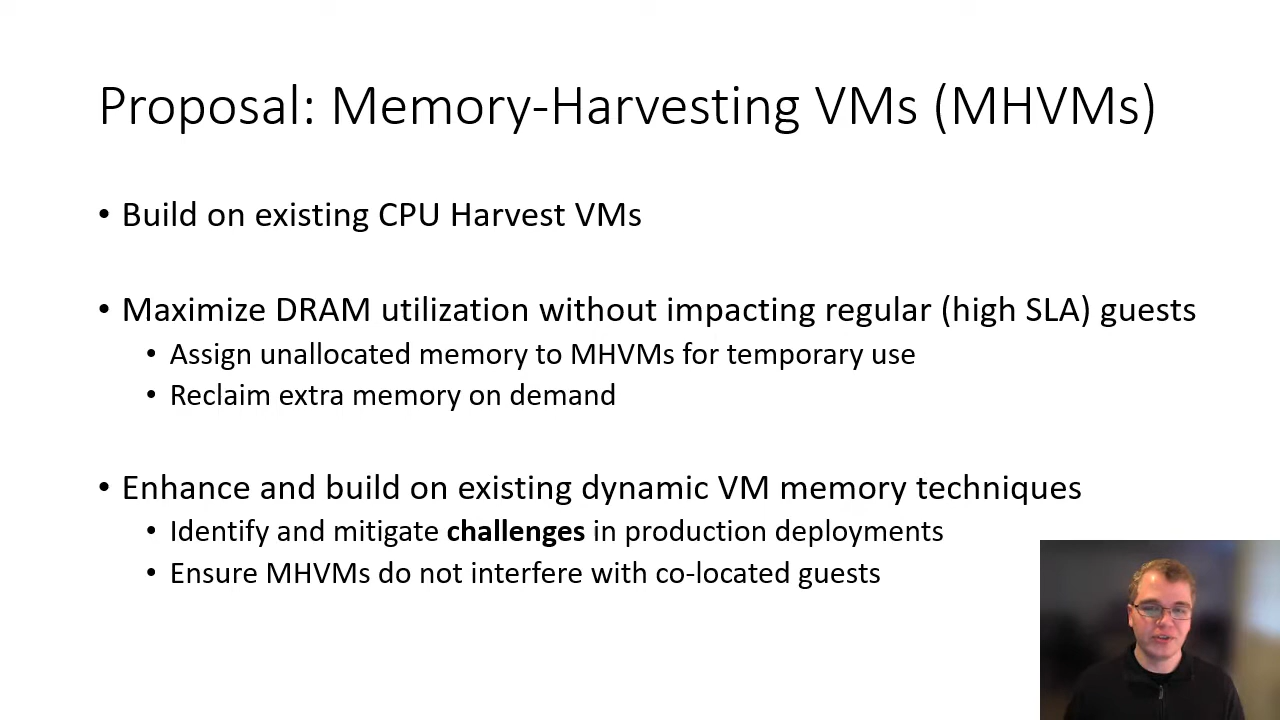 Proposal: Memory-Harvesting VMs (MHVMs)
• Build on existing CPU Harvest VMs
• Maximize DRAM utilization without impacting regular (high SLA) guests
• Assign unallocated memory to MHVMs for temporary use
• Reclaim extra memory on demand
• Enhance and build on existing dynamic VM memory techniques
• Identify and mitigate challenges in production deployments
• Ensure MHVMs do not interfere with co-located guests